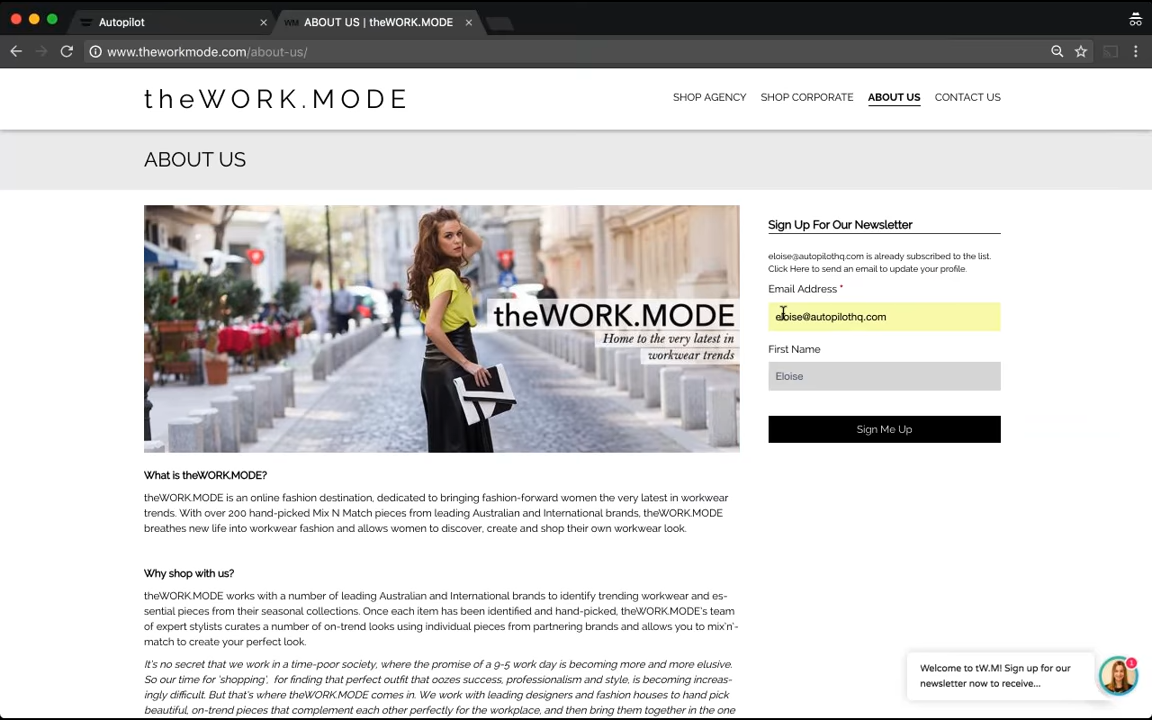 Autopilot
WM ABOUT US | theWORK.MODE
www.theworkmode.com/about-us/
theWORK.MODE
SHOP AGENCY SHOP CORPORATE ABOUT US CONTACT US
ABOUT US
theWORK.MODE
Home to the very latest in
workwear trends
Sign Up For Our Newsletter
eloise@autopilothq.com is already subscribed to the list.
Click Here to send an email to update your profile.
Email Address *
eloise@autopilothq.com
First Name
Eloise
Sign Me Up
What is theWORK.MODE?
theWORK.MODE is an online fashion destination, dedicated to bringing fashion-forward women the very latest in workwear
trends. With over 200 hand-picked Mix N Match pieces from leading Australian and International brands, theWORK.MODE
breathes new life into workwear fashion and allows women to discover, create and shop their own workwear look.
Why shop with us?
theWORK.MODE works with a number of leading Australian and International brands to identify trending workwear and es-
sential pieces from their seasonal collections. Once each item has been identified and hand-picked, theWORK.MODE's team
of expert stylists curates a number of on-trend looks using individual pieces from partnering brands and allows you to mix'n'-
match to create your perfect look.
It's no secret that we work in a time-poor society, where the promise of a 9-5 work day is becoming more and more elusive.
So our time for 'shopping', for finding that perfect outfit that oozes success, professionalism and style, is becoming increas-
ingly difficult. But that's where theWORK.MODE comes in. We work with leading designers and fashion houses to hand pick
beautiful, on-trend pieces that complement each other perfectly for the workplace, and then bring them together in the one
Welcome to tW.M! Sign up for our
newsletter now to receive...
1